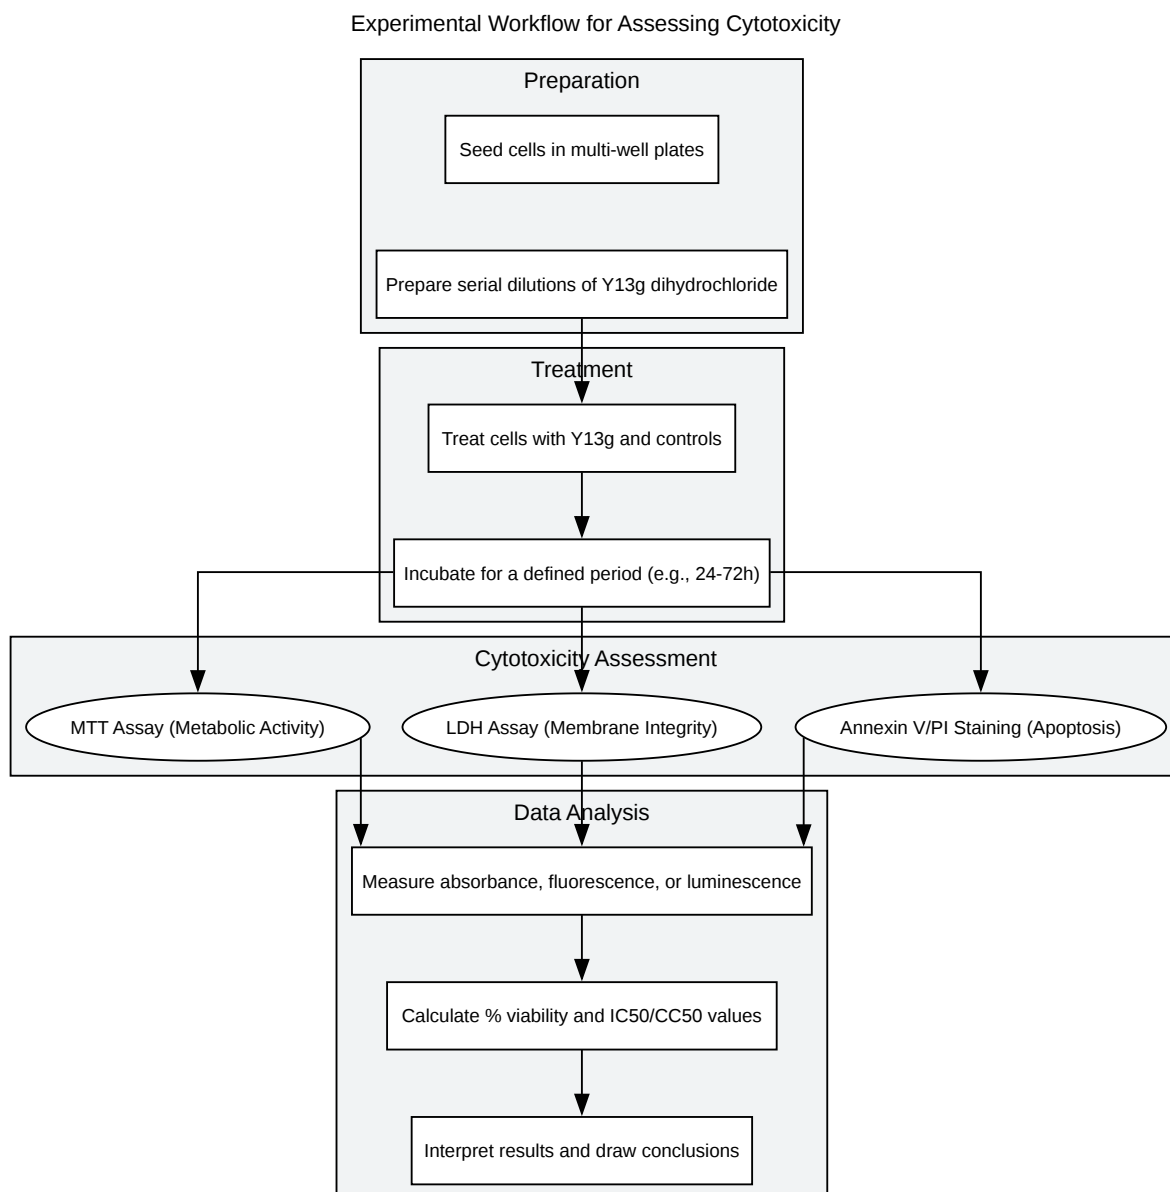 Experimental Workflow for Assessing Cytotoxicity
Preparation
Seed cells in multi-well plates
Prepare serial dilutions of Y13g dihydrochloride
Treatment
Treat cells with Y13g and controls
Incubate for a defined period (e.g., 24-72h)
Cytotoxicity Assessment
MTT Assay (Metabolic Activity)
LDH Assay (Membrane Integrity)
Annexin V/PI Staining (Apoptosis)
Data Analysis
Measure absorbance, fluorescence, or luminescence
Calculate % viability and IC50/CC50 values
Interpret results and draw conclusions